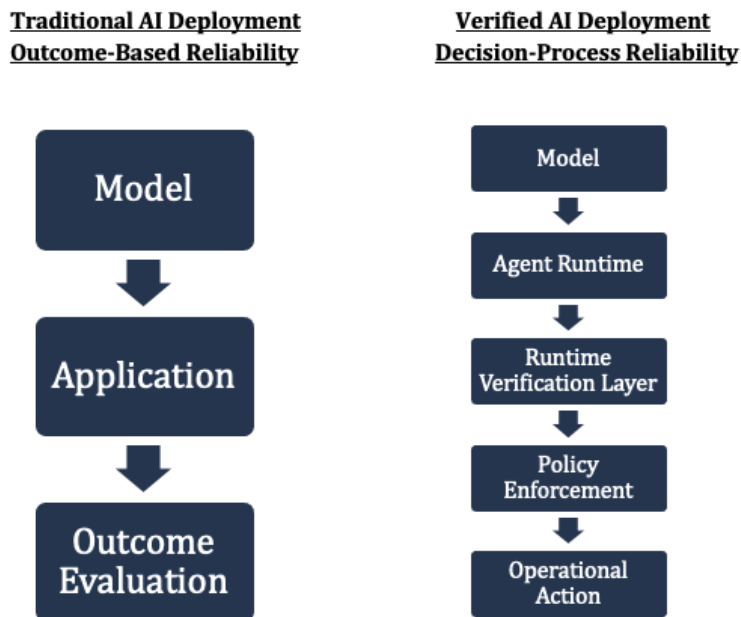 Traditional AI Deployment
Outcome-Based Reliability
Model
Application
Outcome
Evaluation
Verified AI Deployment
Decision-Process Reliability
Model
Agent Runtime
Runtime
Verification Layer
Policy
Enforcement
Operational
Action